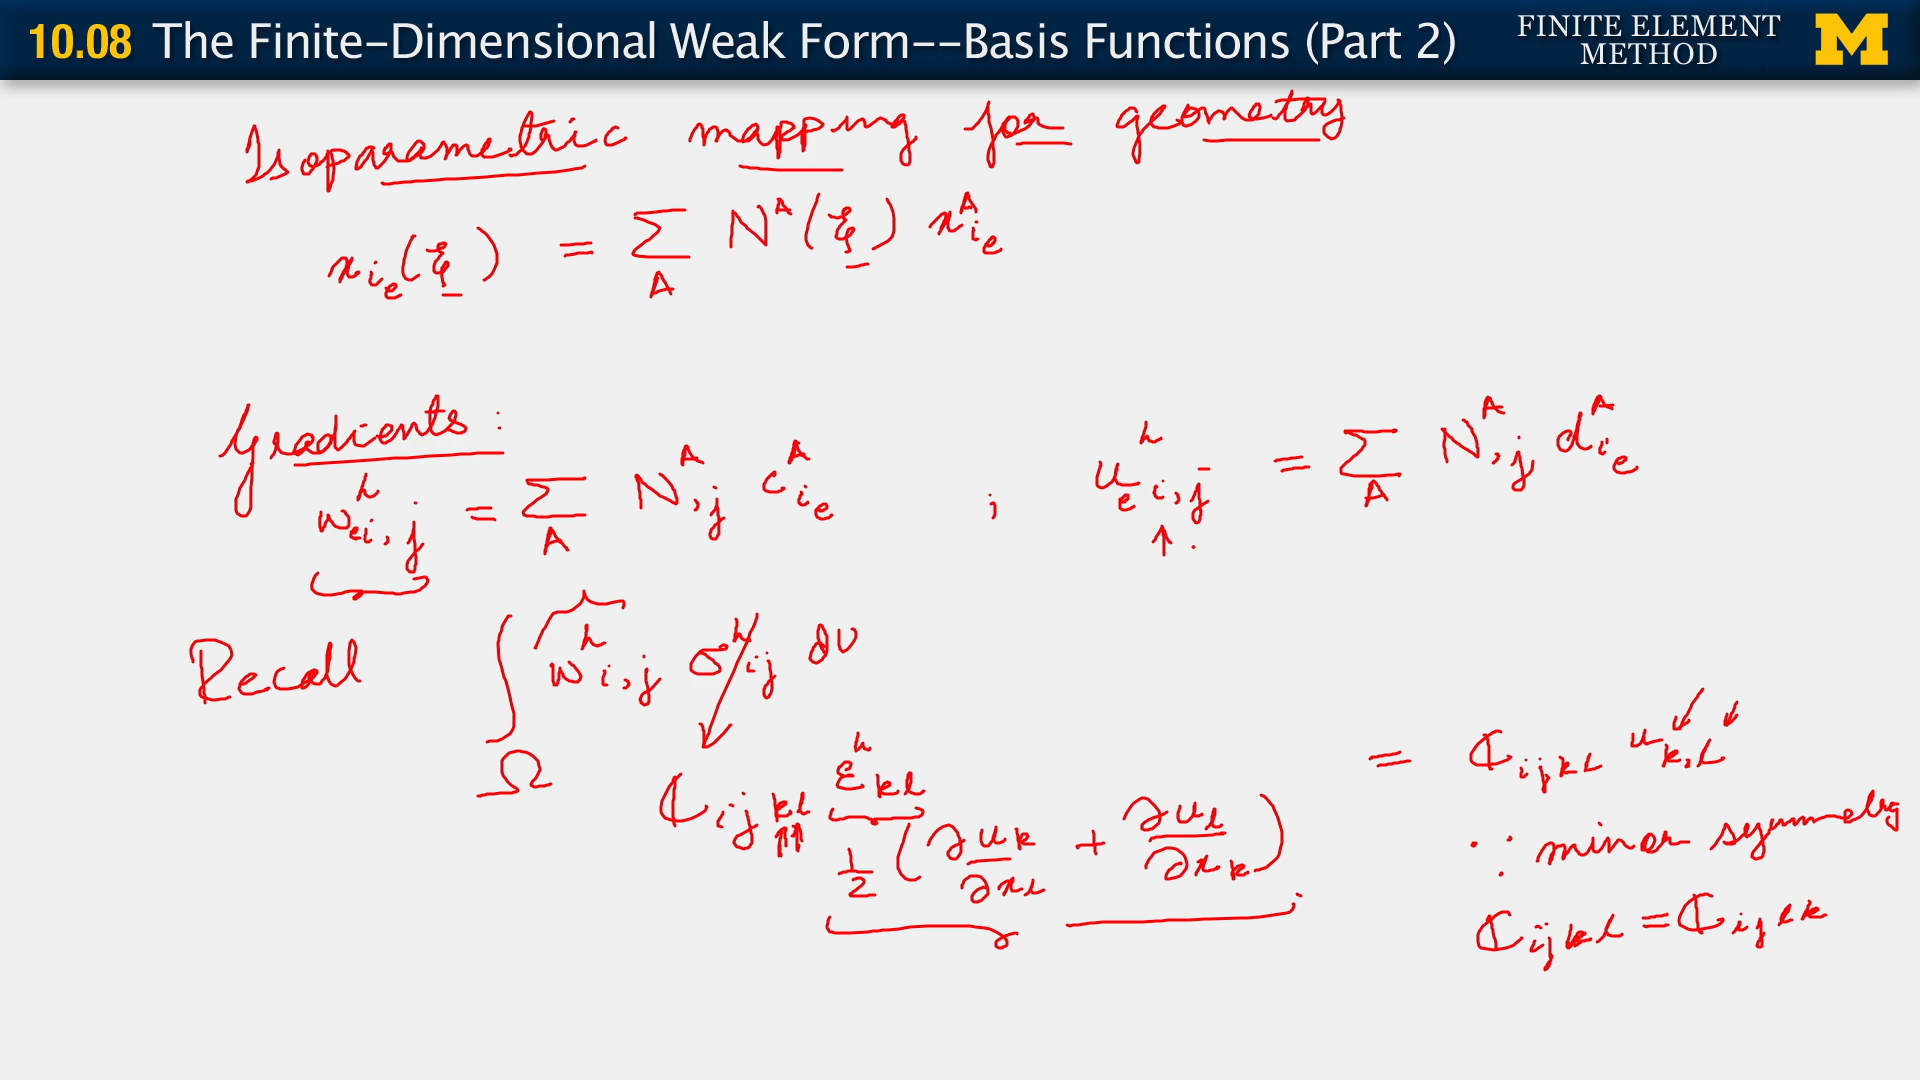 10.08 The Finite-Dimensional Weak Form--Basis Functions (Part 2) FINITE ELEMENT METHOD M
Isoparametric mapping for geometry
x_{i_e}(ξ) = Σ_A N^A(ξ) x^A_{i_e}
Gradients:
w^h_{ei,j} = Σ_A N^A_{,j} c^A_{i_e} ; u^h_{e i,j} = Σ_A N^A_{,j} d^A_{i_e}
Recall ∫_Ω w^h_{i,j} σ^h_{ij} dV
ℂ_{ijkl} ε^h_{kl} = ℂ_{ijkl} u_{k,l}
1/2 (∂u_k/∂x_l + ∂u_l/∂x_k) ∵ minor symmetry
ℂ_{ijkl} = ℂ_{ijlk}